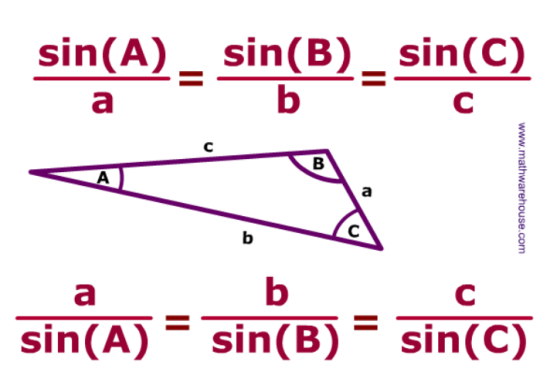 sin(A)/a = sin(B)/b = sin(C)/c
www.mathwarehouse.com
c
B
A
a
C
b
a/sin(A) = b/sin(B) = c/sin(C)